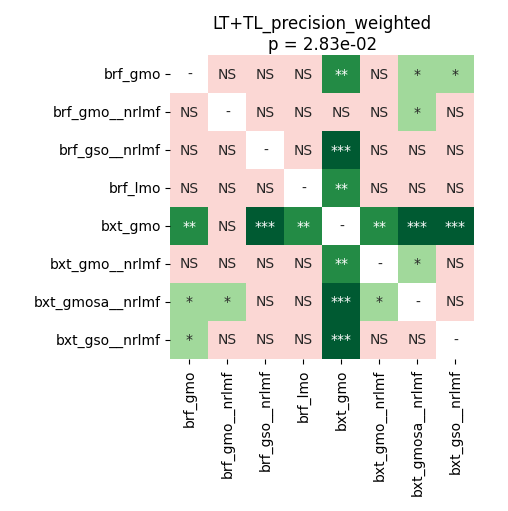 LT+TL_precision_weighted
p = 2.83e-02
brf_gmo - NS NS NS ** NS * *
brf_gmo__nrlmf NS - NS NS NS NS * NS
brf_gso__nrlmf NS NS - NS *** NS NS NS
brf_lmo NS NS NS - ** NS NS NS
bxt_gmo ** NS *** ** - ** *** ***
bxt_gmo__nrlmf NS NS NS NS ** - * NS
bxt_gmosa__nrlmf * * NS NS *** * - NS
bxt_gso__nrlmf * NS NS NS *** NS NS -
brf_gmo
brf_gmo__nrlmf
brf_gso__nrlmf
brf_lmo
bxt_gmo
bxt_gmo__nrlmf
bxt_gmosa__nrlmf
bxt_gso__nrlmf